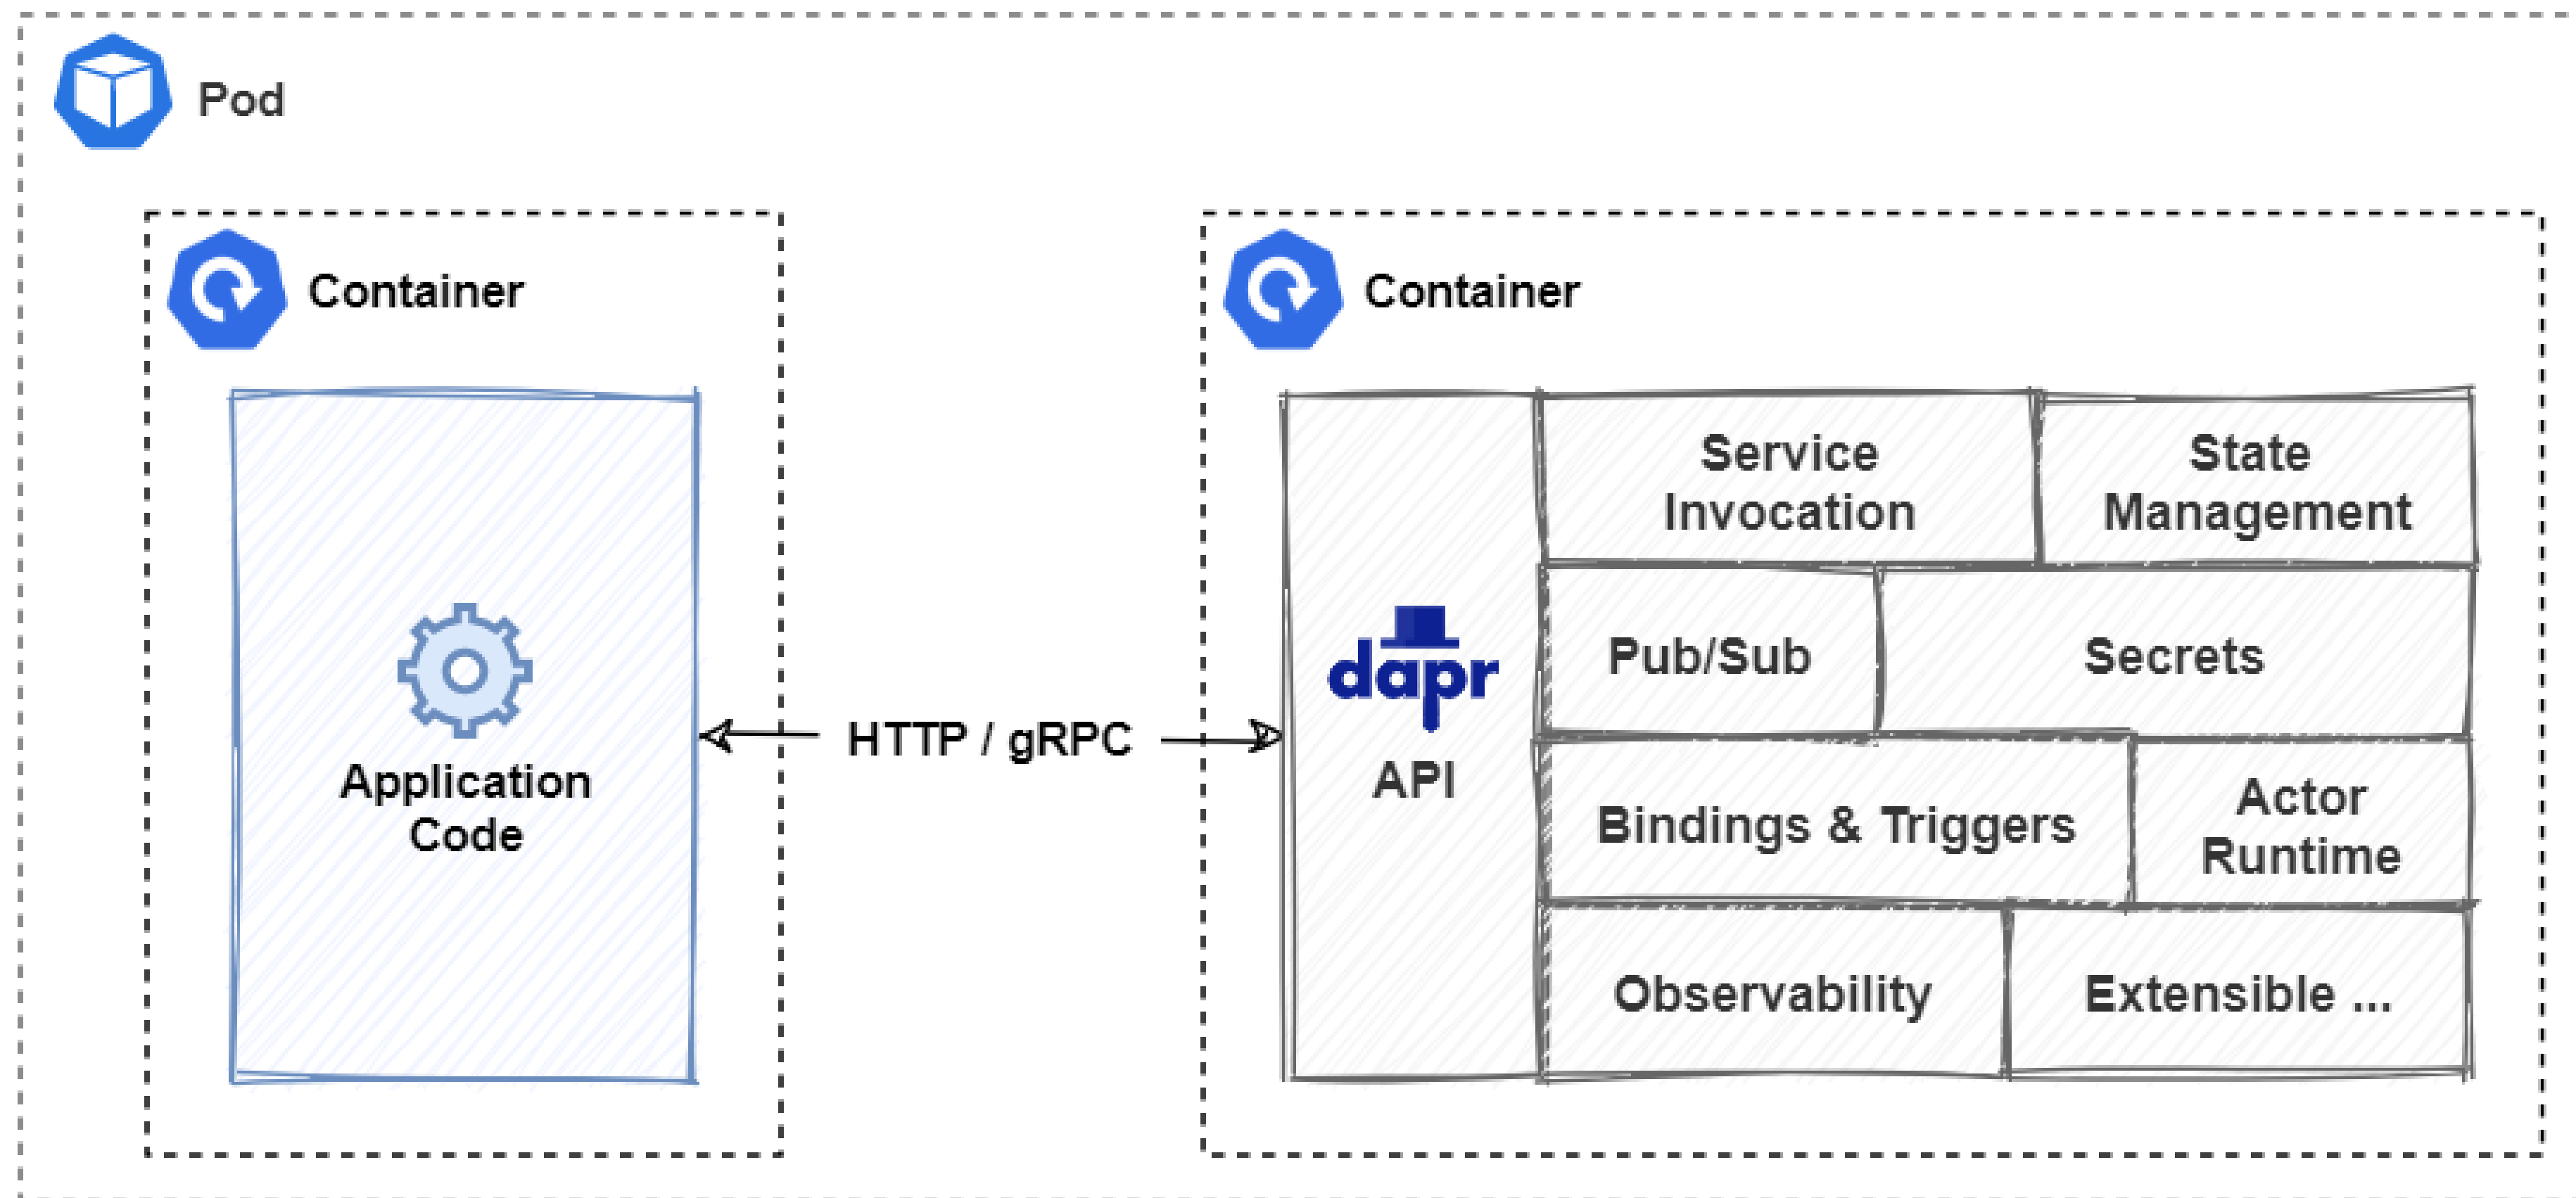 Pod
Container
Application
Code
HTTP / gRPC
Container
dapr
API
Service
Invocation
State
Management
Pub/Sub
Secrets
Bindings & Triggers
Actor
Runtime
Observability
Extensible ...